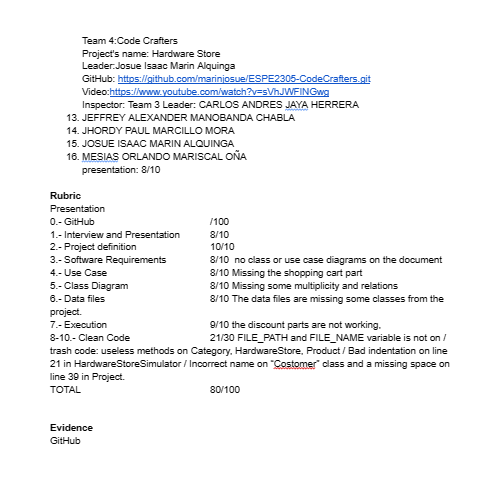 Team 4:Code Crafters
Project's name: Hardware Store
Leader:Josue Isaac Marin Alquinga
GitHub: https://github.com/marinjosue/ESPE2305-CodeCrafters.git
Video:https://www.youtube.com/watch?v=sVhJWFINGwg
Inspector: Team 3 Leader: CARLOS ANDRES JAYA HERRERA
13. JEFFREY ALEXANDER MANOBANDA CHABLA
14. JHORDY PAUL MARCILLO MORA
15. JOSUE ISAAC MARIN ALQUINGA
16. MESIAS ORLANDO MARISCAL OÑA
presentation: 8/10
Rubric
Presentation
0.- GitHub /100
1.- Interview and Presentation 8/10
2.- Project definition 10/10
3.- Software Requirements 8/10 no class or use case diagrams on the document
4.- Use Case 8/10 Missing the shopping cart part
5.- Class Diagram 8/10 Missing some multiplicity and relations
6.- Data files 8/10 The data files are missing some classes from the
project.
7.- Execution 9/10 the discount parts are not working,
8-10.- Clean Code 21/30 FILE_PATH and FILE_NAME variable is not on /
trash code: useless methods on Category, HardwareStore, Product / Bad indentation on line
21 in HardwareStoreSimulator / Incorrect name on “Costomer” class and a missing space on
line 39 in Project.
TOTAL 80/100
Evidence
GitHub